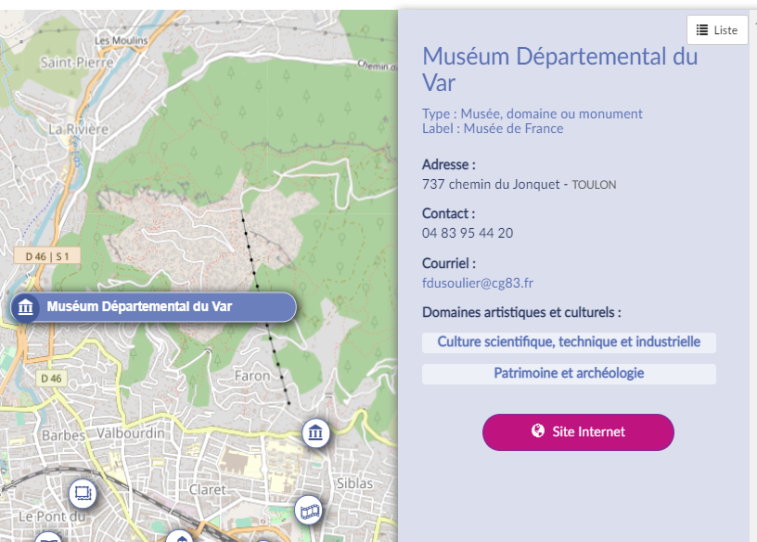 Les Moulins
Saint-Pierre
Chemin d
La Rivière
D 46 | S 1
Muséum Départemental du Var
D 46
Faron
Barbes
Valbourdin
Claret
Siblas
Le Pont du
Liste
Muséum Départemental du
Var
Type : Musée, domaine ou monument
Label : Musée de France
Adresse :
737 chemin du Jonquet - TOULON
Contact :
04 83 95 44 20
Courriel :
fdusoulier@cg83.fr
Domaines artistiques et culturels :
Culture scientifique, technique et industrielle
Patrimoine et archéologie
Site Internet